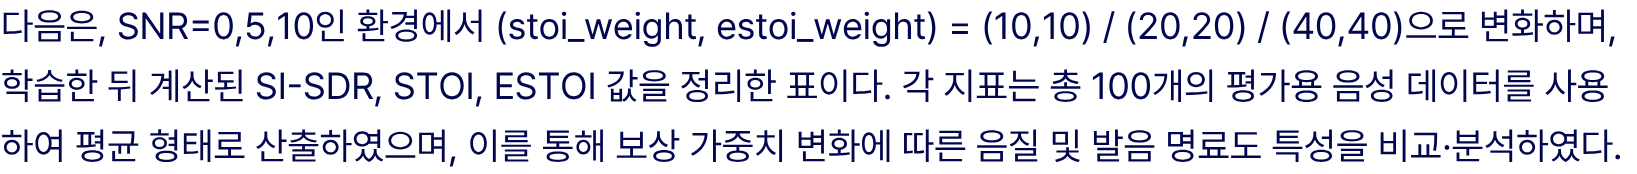 다음은, SNR=0,5,10인 환경에서 (stoi_weight, estoi_weight) = (10,10) / (20,20) / (40,40)으로 변화하며,
학습한 뒤 계산된 SI-SDR, STOI, ESTOI 값을 정리한 표이다. 각 지표는 총 100개의 평가용 음성 데이터를 사용
하여 평균 형태로 산출하였으며, 이를 통해 보상 가중치 변화에 따른 음질 및 발음 명료도 특성을 비교·분석하였다.